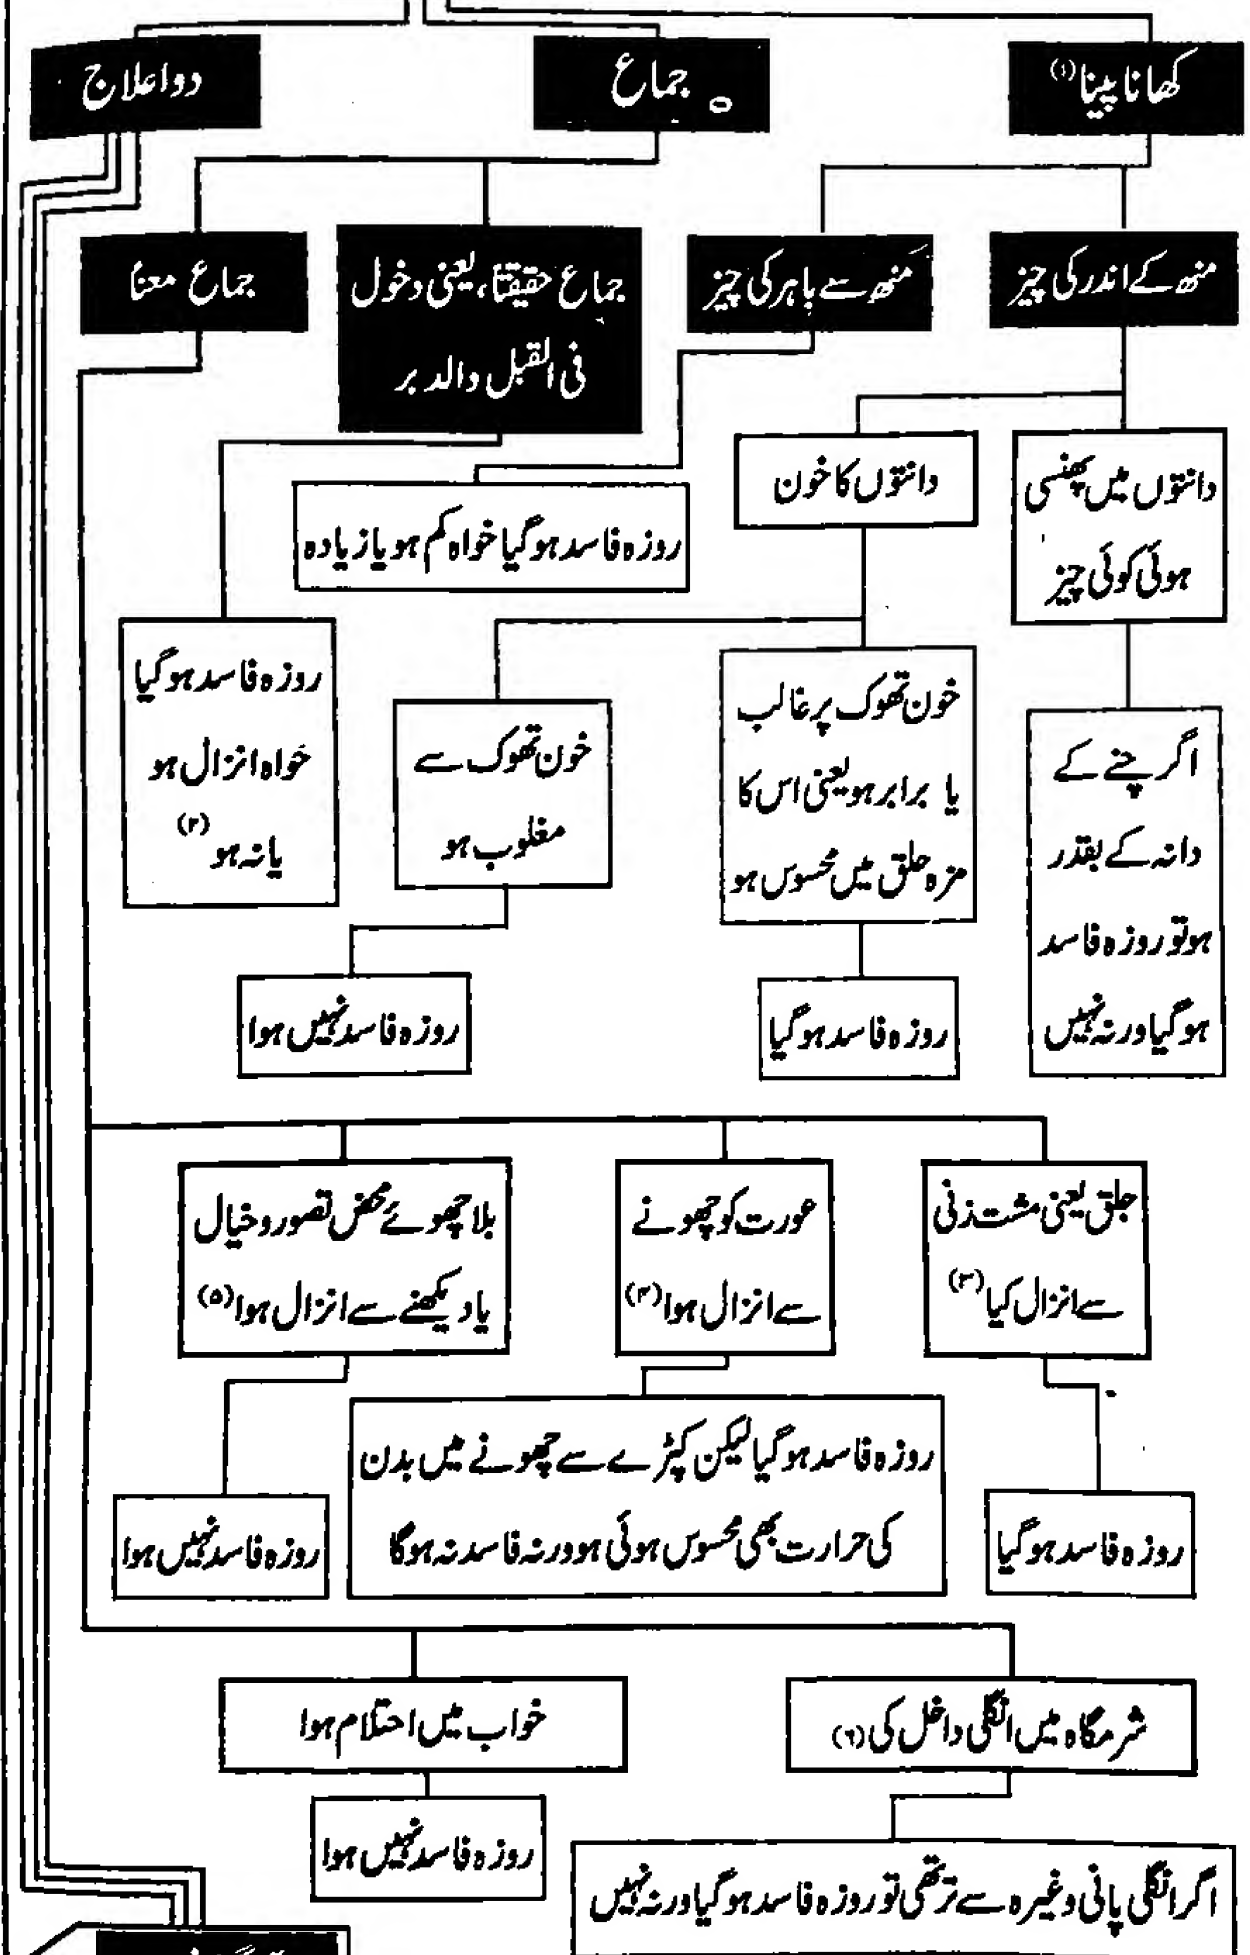 کھانا پینا (۱)
جماع
دوا علاج
منھ کے اندر کی چیز
منھ سے باہر کی چیز
جماع حقیقتاً، یعنی دخول
فی القبل والدبر
جماع معناً
دانتوں میں پھنسی
ہوئی کوئی چیز
دانتوں کا خون
روزہ فاسد ہوگیا خواہ کم ہو یا زیادہ
اگر چنے کے
دانہ کے بقدر
ہو تو روزہ فاسد
ہوگیا ورنہ نہیں
خون تھوک پر غالب
یا برابر ہو یعنی اس کا
مزہ حلق میں محسوس ہو
خون تھوک سے
مغلوب ہو
روزہ فاسد ہوگیا
خواہ انزال ہو
یا نہ ہو (۲)
روزہ فاسد ہوگیا
روزہ فاسد نہیں ہوا
جلق یعنی مشت زنی
سے انزال کیا (۳)
عورت کو چھونے
سے انزال ہوا (۴)
بلا چھوئے محض تصور و خیال
یا دیکھنے سے انزال ہوا (۵)
روزہ فاسد ہوگیا
روزہ فاسد ہوگیا لیکن کپڑے سے چھونے میں بدن
کی حرارت بھی محسوس ہوئی ہو ورنہ فاسد نہ ہوگا
روزہ فاسد نہیں ہوا
شرمگاہ میں انگلی داخل کی (۶)
خواب میں احتلام ہوا
اگر انگلی پانی وغیرہ سے تر تھی تو روزہ فاسد ہوگیا ورنہ نہیں
روزہ فاسد نہیں ہوا